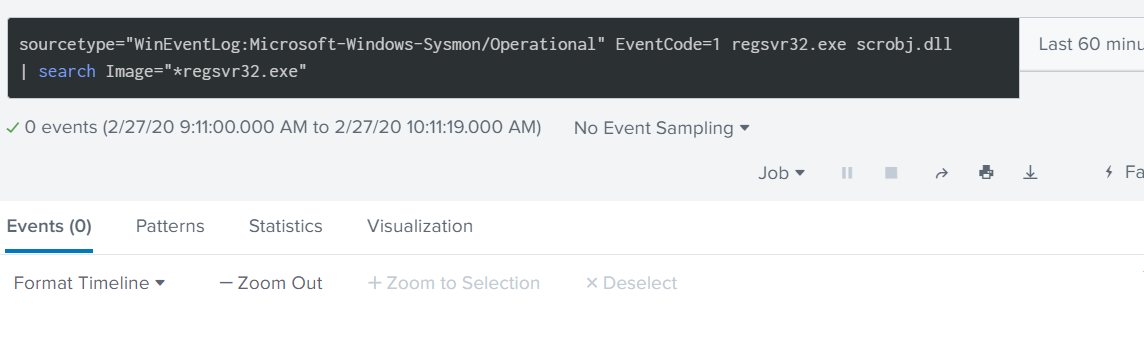 sourcetype="WinEventLog:Microsoft-Windows-Sysmon/Operational" EventCode=1 regsvr32.exe scrobj.dll
| search Image="*regsvr32.exe"
Last 60 minu
0 events (2/27/20 9:11:00.000 AM to 2/27/20 10:11:19.000 AM) No Event Sampling
Job Fa
Events (0) Patterns Statistics Visualization
Format Timeline — Zoom Out + Zoom to Selection × Deselect